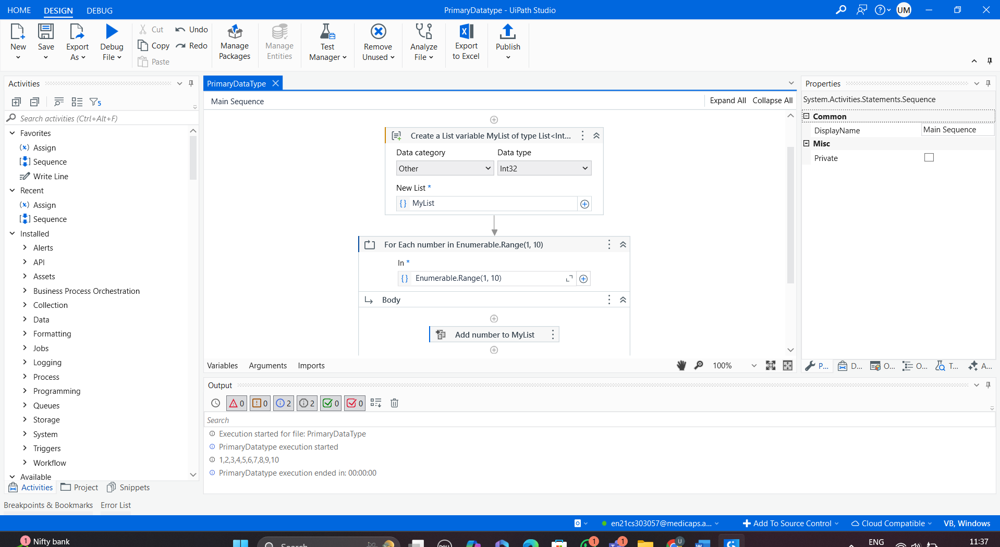 HOME DESIGN DEBUG
PrimaryDatatype - UiPath Studio
UM
New
Save
Export As
Debug File
Cut
Copy
Paste
Undo
Redo
Manage Packages
Manage Entities
Test Manager
Remove Unused
Analyze File
Export to Excel
Publish
Activities
5
Search activities (Ctrl+Alt+F)
Favorites
Assign
Sequence
Write Line
Recent
Assign
Sequence
Installed
Alerts
API
Assets
Business Process Orchestration
Collection
Data
Formatting
Jobs
Logging
Process
Programming
Queues
Storage
System
Triggers
Workflow
Available
Activities Project Snippets
PrimaryDataType
Main Sequence
Expand All Collapse All
Create a List variable MyList of type List<Int...
Data category Data type
Other Int32
New List *
{} MyList
For Each number in Enumerable.Range(1, 10)
In *
{} Enumerable.Range(1, 10)
Body
Add number to MyList
Variables Arguments Imports
100%
Properties
System.Activities.Statements.Sequence
Common
DisplayName Main Sequence
Misc
Private
P... D... O... O... T... A...
Output
0 0 2 2 0 0
Search
Execution started for file: PrimaryDataType
PrimaryDatatype execution started
1,2,3,4,5,6,7,8,9,10
PrimaryDatatype execution ended in: 00:00:00
Breakpoints & Bookmarks Error List
en21cs303057@medicaps.a...
Add To Source Control
Cloud Compatible
VB, Windows
1
Nifty bank
Search
1
1
U
ENG
11:37